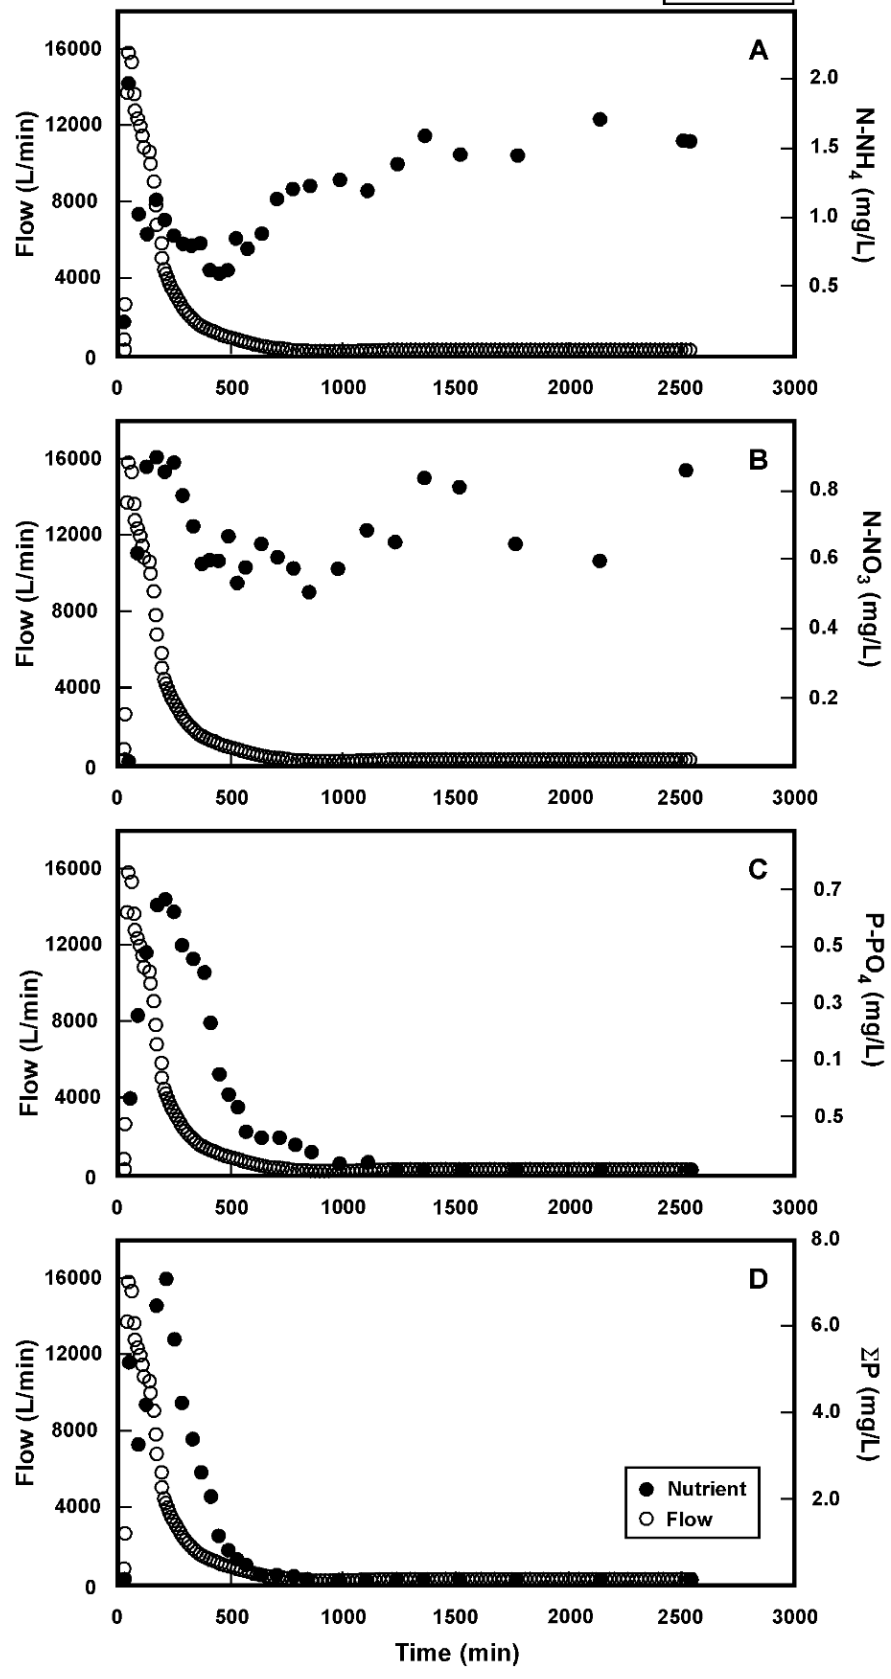 A
16000
12000
8000
4000
0
Flow (L/min)
2.0
1.5
1.0
0.5
N-NH4 (mg/L)
0 500 1000 1500 2000 2500 3000
B
16000
12000
8000
4000
0
Flow (L/min)
0.8
0.6
0.4
0.2
N-NO3 (mg/L)
0 500 1000 1500 2000 2500 3000
C
16000
12000
8000
4000
0
Flow (L/min)
0.7
0.5
0.3
0.1
0.5
P-PO4 (mg/L)
0 500 1000 1500 2000 2500 3000
D
16000
12000
8000
4000
0
Flow (L/min)
8.0
6.0
4.0
2.0
ΣP (mg/L)
Nutrient
Flow
0 500 1000 1500 2000 2500 3000
Time (min)